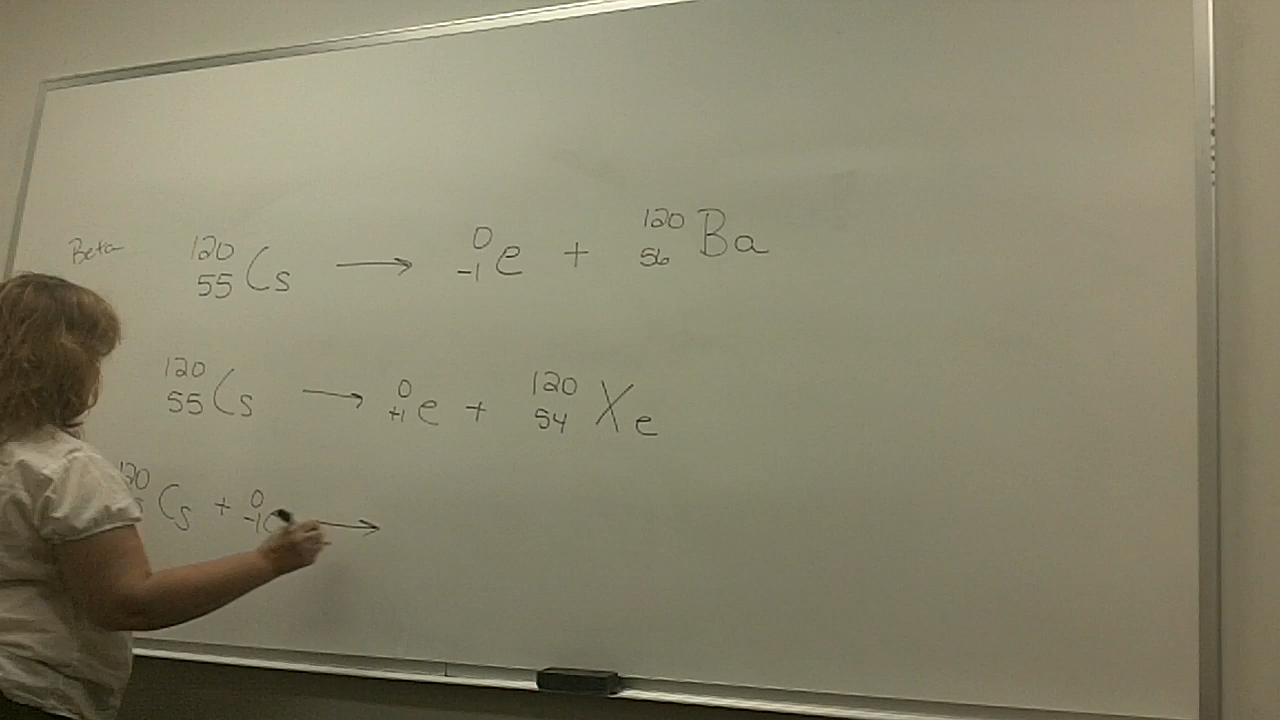 Beta 120 55 Cs → 0 -1 e + 120 56 Ba
120 55 Cs → 0 +1 e + 120 54 Xe
120 Cs + 0 -1 e →